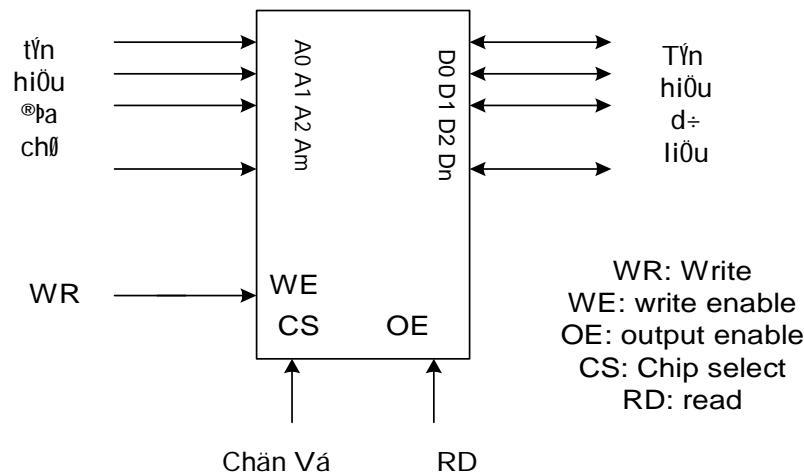 tÝn
hiÖu
®Þa
chØ
A0 A1 A2 Am
D0 D1 D2 Dn
TÝn
hiÖu
d÷
liÖu
WR
WE
CS OE
WR: Write
WE: write enable
OE: output enable
CS: Chip select
RD: read
Chän Vá RD